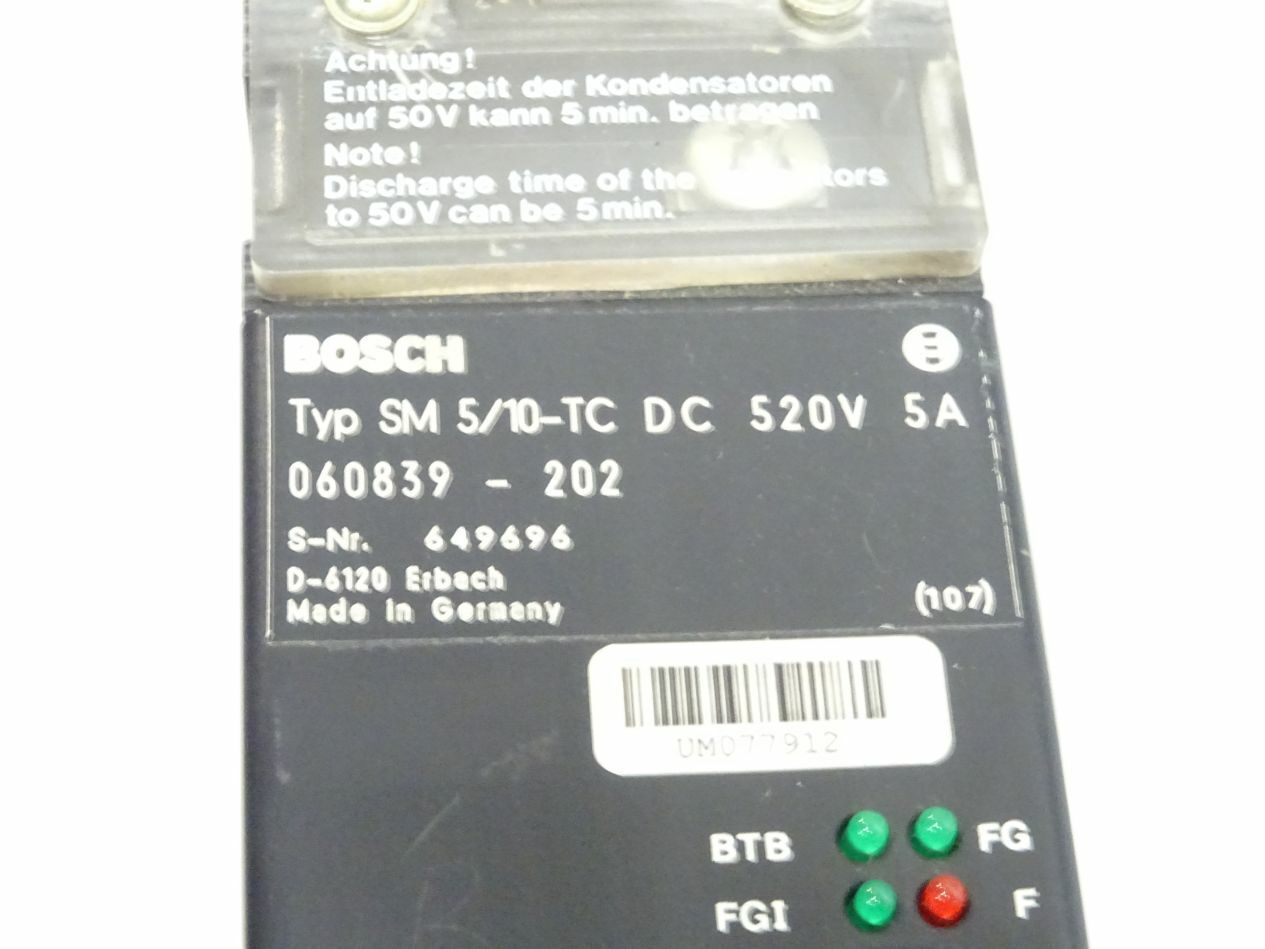 Achtung!
Entladezeit der Kondensatoren
auf 50V kann 5 min. betragen
Note!
Discharge time of the
to 50V can be 5 min.
BOSCH
Typ SM 5/10-TC DC 520V 5A
060839 - 202
S-Nr. 649696
D-6120 Erbach
Made in Germany (107)
UM077912
BTB FG
FGI F